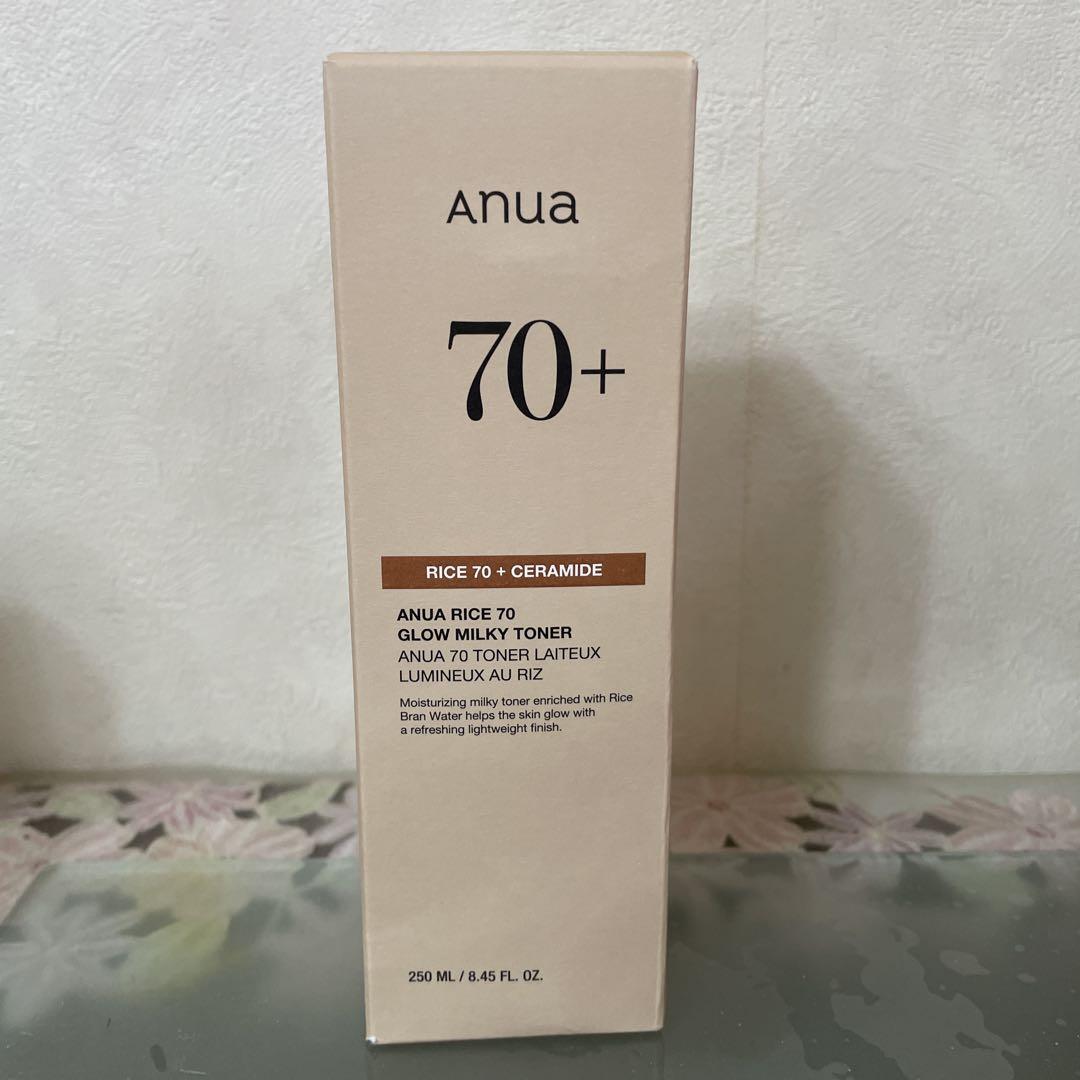 Anua
70+
RICE 70 + CERAMIDE
ANUA RICE 70
GLOW MILKY TONER
ANUA 70 TONER LAITEUX
LUMINEUX AU RIZ
Moisturizing milky toner enriched with Rice
Bran Water helps the skin glow with
a refreshing lightweight finish.
250 ML / 8.45 FL. OZ.